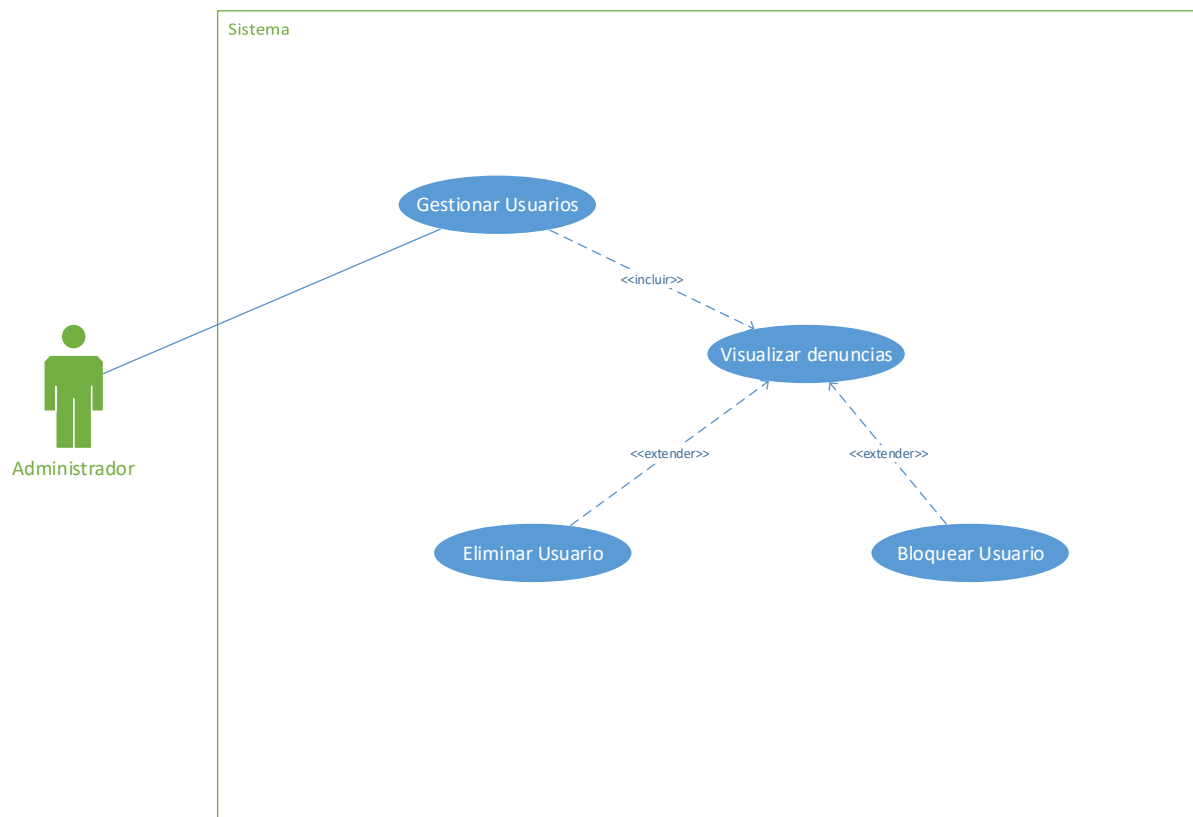 Sistema
Gestionar Usuarios
<<incluir>>
Visualizar denuncias
<<extender>>
<<extender>>
Administrador
Eliminar Usuario
Bloquear Usuario